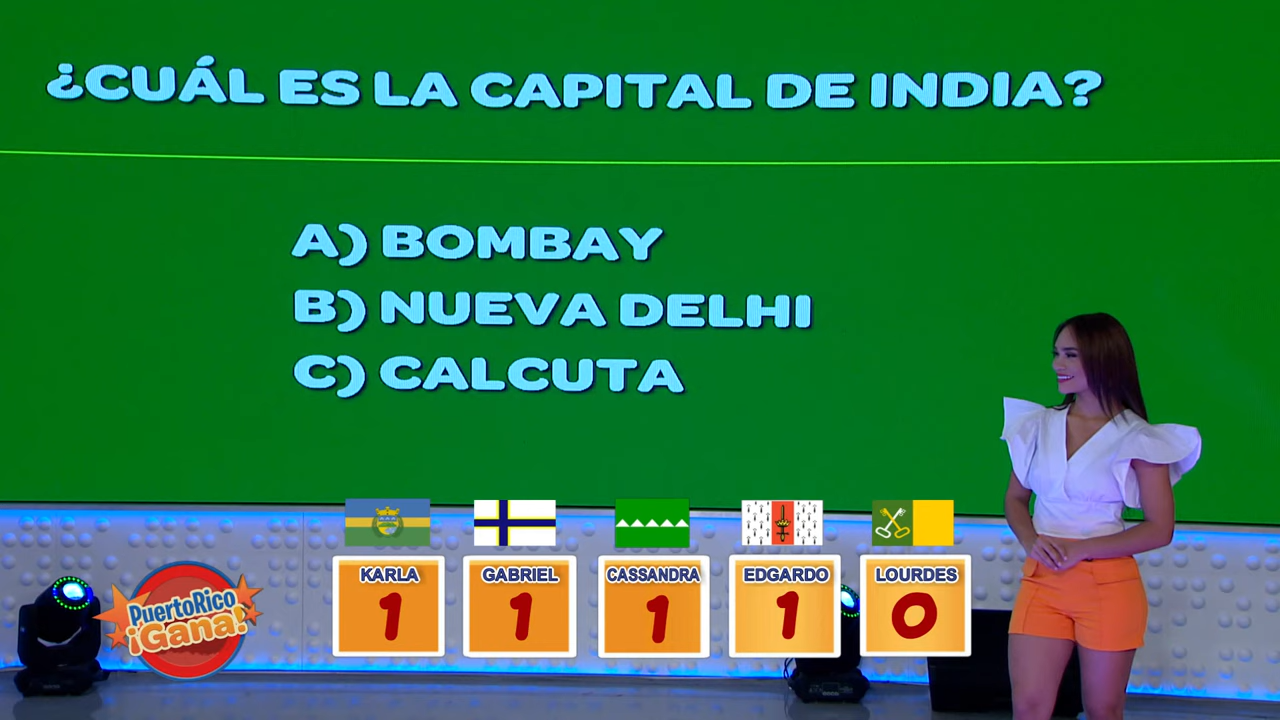 ¿CUÁL ES LA CAPITAL DE INDIA?
A) BOMBAY
B) NUEVA DELHI
C) CALCUTA
KARLA
1
GABRIEL
1
CASSANDRA
1
EDGARDO
1
LOURDES
0
PuertoRico
¡Gana!